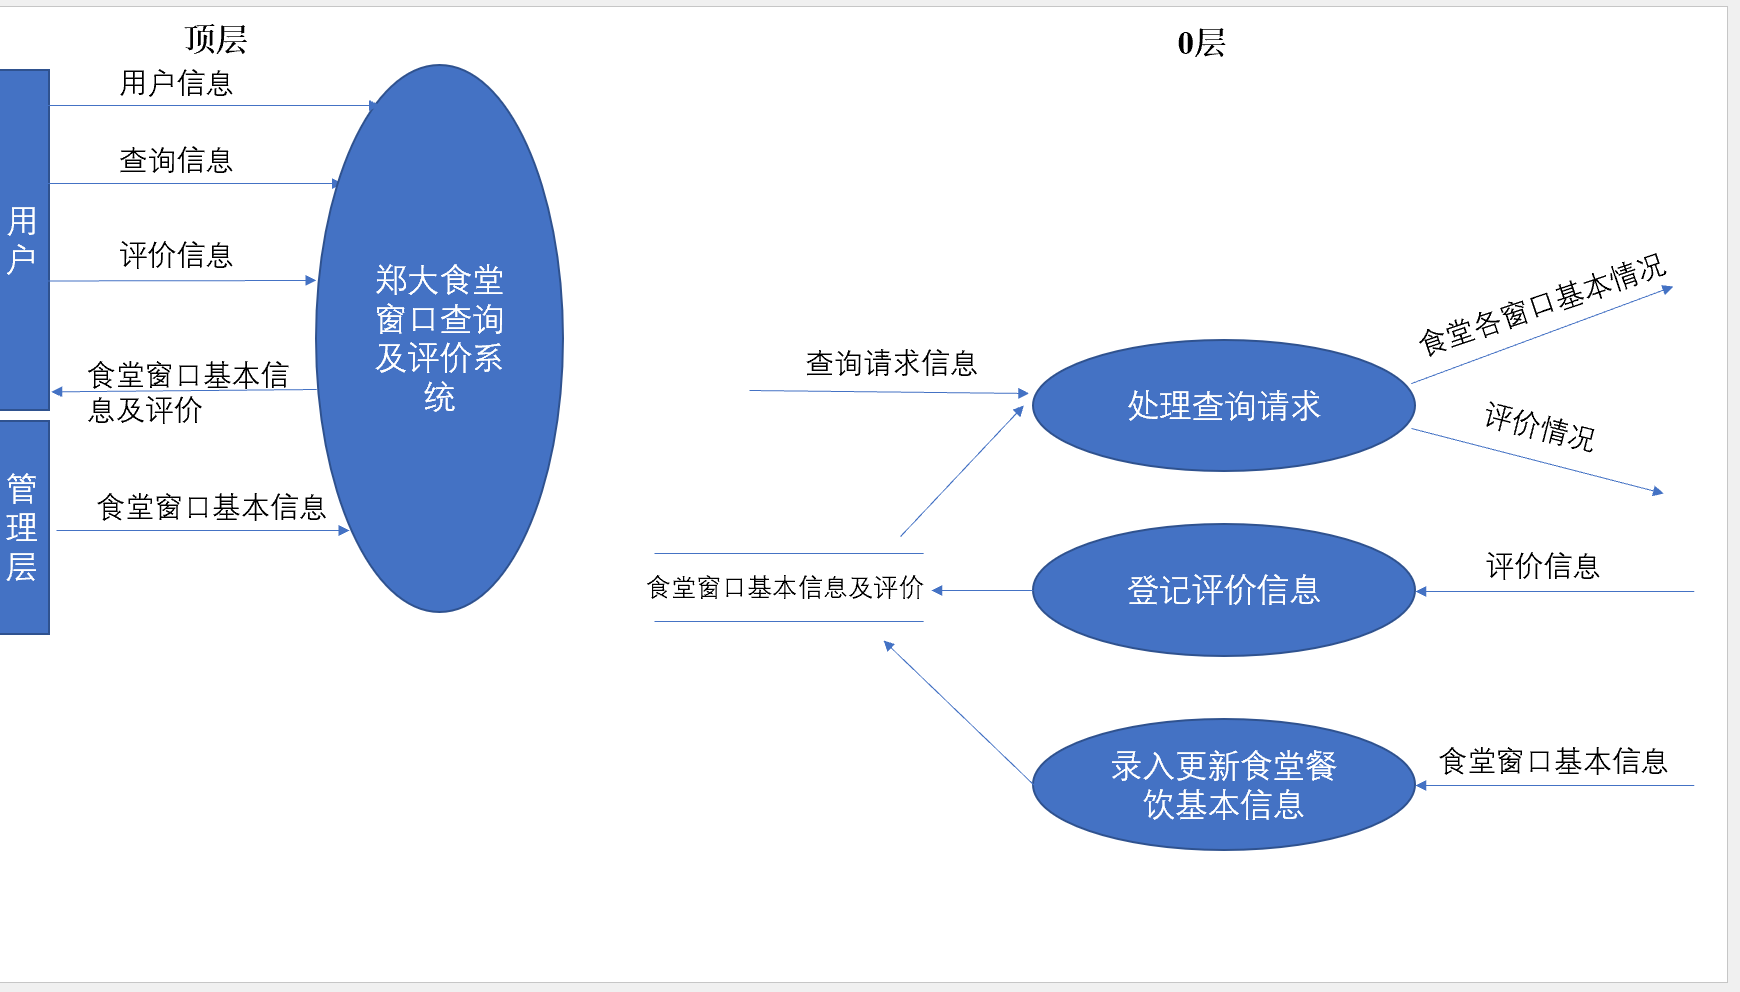 顶层
用户信息
查询信息
用
户
评价信息
郑大食堂
窗口查询
及评价系
统
食堂窗口基本信
息及评价
管
理
层
食堂窗口基本信息
0层
查询请求信息
处理查询请求
食堂各窗口基本情况
评价情况
食堂窗口基本信息及评价
登记评价信息
评价信息
录入更新食堂餐
饮基本信息
食堂窗口基本信息